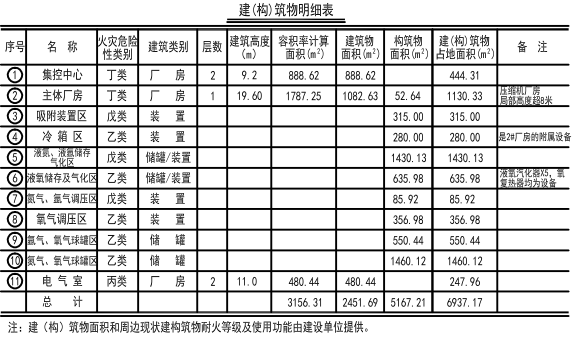 建(构)筑物明细表
序号 名 称 火灾危险性类别 建筑类别 层数 建筑高度(m) 容积率计算面积(m²) 建筑物面积(m²) 构筑物面积(m²) 建(构)筑物占地面积(m²) 备 注
1 集控中心 丁类 厂 房 2 9.2 888.62 888.62 444.31
2 主体厂房 丁类 厂 房 1 19.60 1787.25 1082.63 52.64 1130.33 压缩机厂房局部高度超8米
3 吸附装置区 戊类 装 置 315.00 315.00
4 冷 箱 区 乙类 装 置 280.00 280.00 是2#厂房的附属设备
5 液氮、液氩储存气化区 戊类 储罐/装置 1430.13 1430.13
6 液氧储存及气化区 乙类 储罐/装置 635.98 635.98 液氧汽化器X5，氧复热器均为设备
7 氮气、氩气调压区 戊类 装 置 85.92 85.92
8 氧气调压区 乙类 装 置 356.98 356.98
9 氩气、氧气球罐区 乙类 储 罐 550.44 550.44
10 氮气、氧气球罐区 乙类 储 罐 1460.12 1460.12
11 电 气 室 丙类 厂 房 2 11.0 480.44 480.44 247.96
总 计 3156.31 2451.69 5167.21 6937.17
注：建（构）筑物面积和周边现状建构筑物耐火等级及使用功能由建设单位提供。